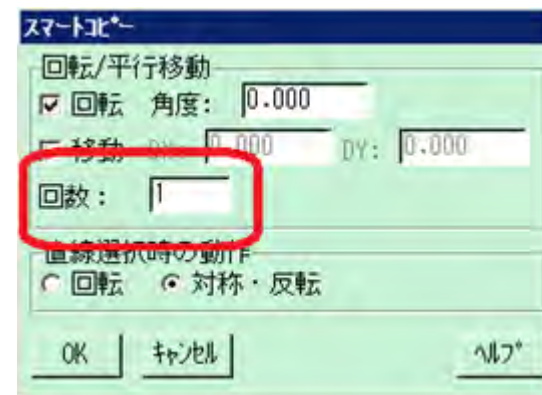 ｽﾏｰﾄｺﾋﾟｰ
回転/平行移動
回転 角度: 0.000
移動 0.000 DY: 0.000
回数: 1
直線選択時の動作
回転 対称・反転
OK ｷｬﾝｾﾙ ﾍﾙﾌﾟ